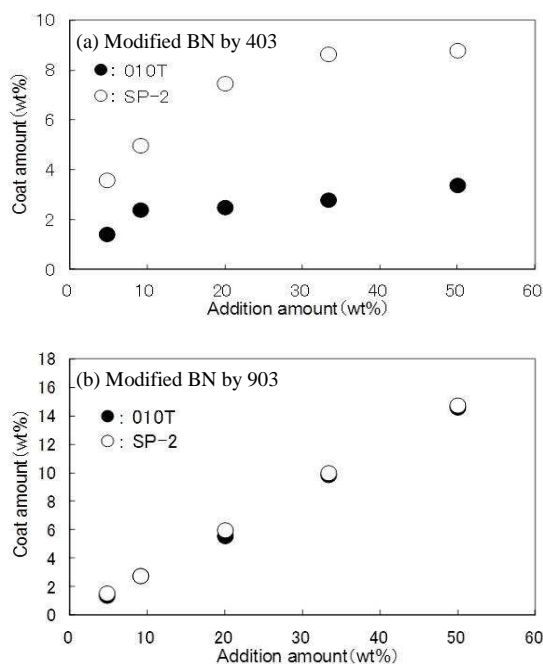 (a) Modified BN by 403
●: 010T
○: SP-2
Coat amount(wt%)
10
8
6
4
2
0
0 10 20 30 40 50 60
Addition amount(wt%)
(b) Modified BN by 903
●: 010T
○: SP-2
Coat amount(wt%)
18
16
14
12
10
8
6
4
2
0
0 10 20 30 40 50 60
Addition amount(wt%)